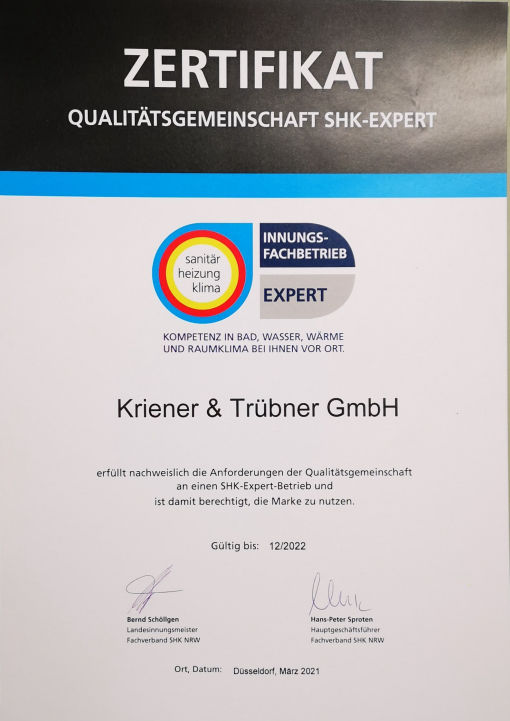 ZERTIFIKAT
QUALITÄTSGEMEINSCHAFT SHK-EXPERT
sanitär
heizung
klima
INNUNGS-
FACHBETRIEB
EXPERT
KOMPETENZ IN BAD, WASSER, WÄRME
UND RAUMKLIMA BEI IHNEN VOR ORT.
Kriener & Trübner GmbH
erfüllt nachweislich die Anforderungen der Qualitätsgemeinschaft
an einen SHK-Expert-Betrieb und
ist damit berechtigt, die Marke zu nutzen.
Gültig bis: 12/2022
Bernd Schöllgen
Landesinnungsmeister
Fachverband SHK NRW
Hans-Peter Sproten
Hauptgeschäftsführer
Fachverband SHK NRW
Ort, Datum: Düsseldorf, März 2021